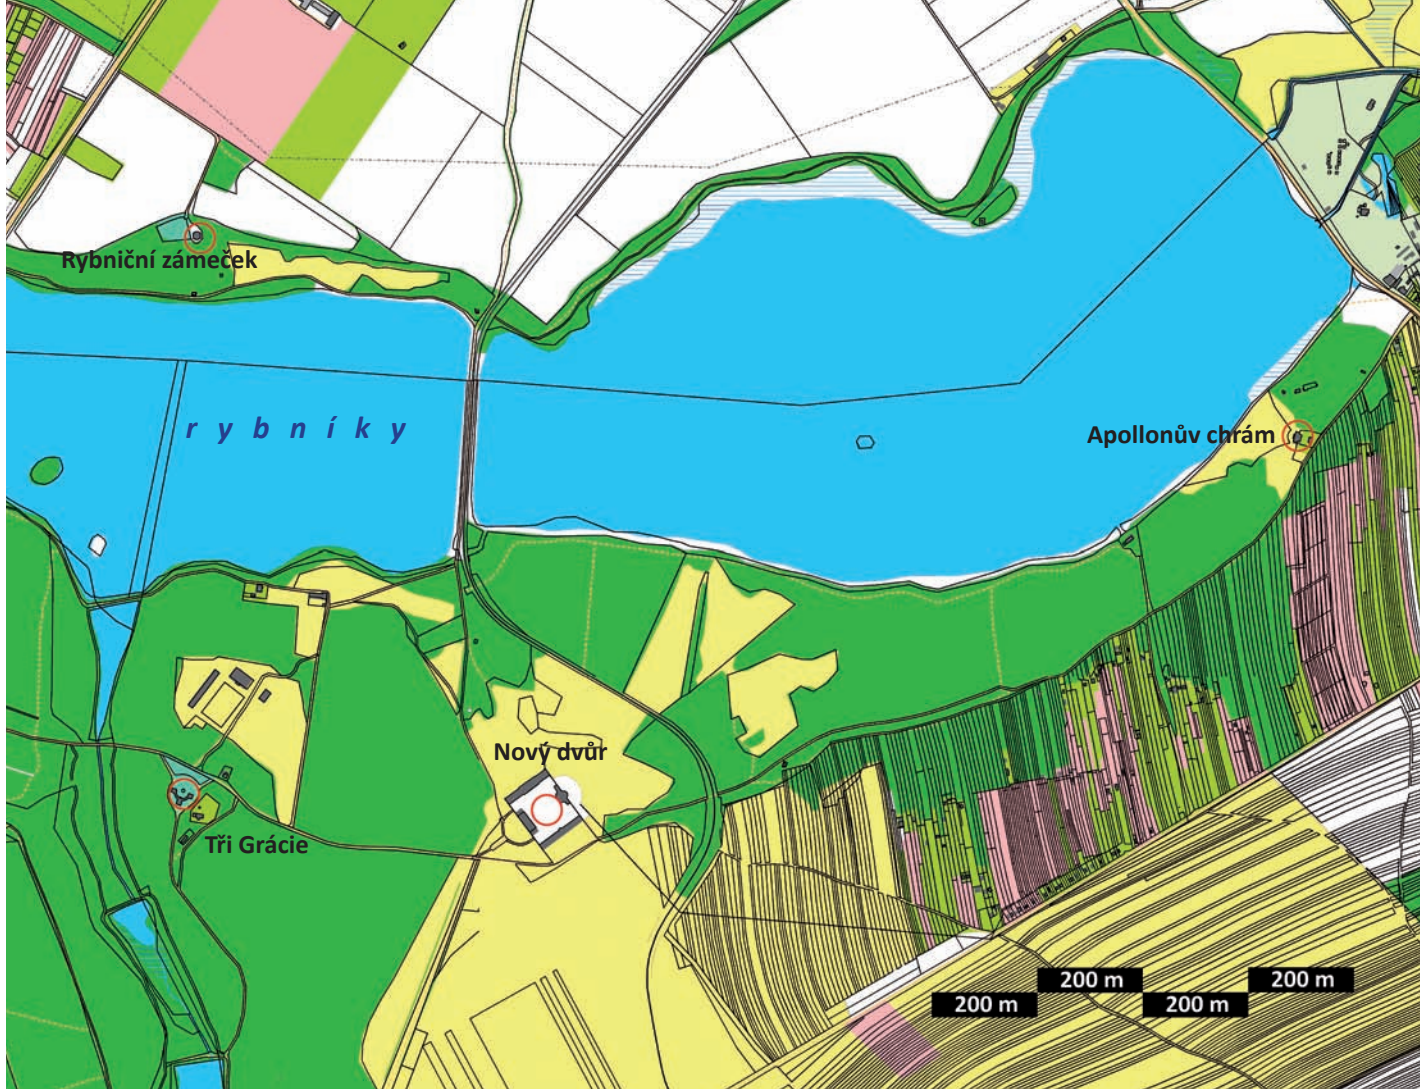 Rybniční zámeček
r y b n í k y
Apollonův chrám
Nový dvůr
Tři Grácie
200 m
200 m
200 m
200 m